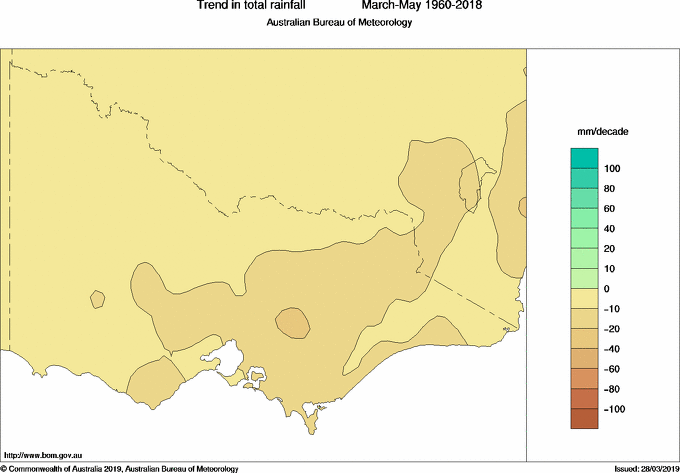 Trend in total rainfall March-May 1960-2018
Australian Bureau of Meteorology
mm/decade
100
80
60
40
20
10
0
-10
-20
-40
-60
-80
-100
http://www.bom.gov.au
© Commonwealth of Australia 2019, Australian Bureau of Meteorology Issued: 28/03/2019